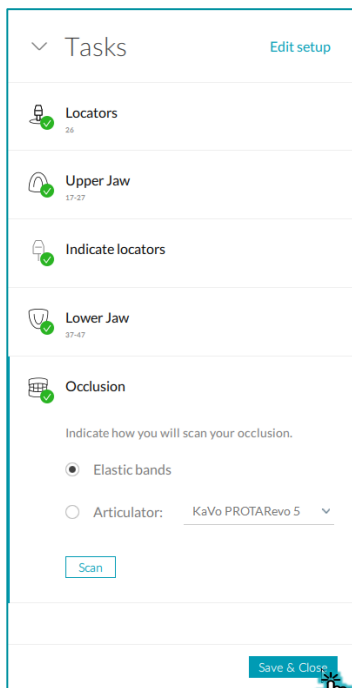 Tasks
Edit setup
Locators
26
Upper Jaw
17-27
Indicate locators
Lower Jaw
37-47
Occlusion
Indicate how you will scan your occlusion.
Elastic bands
Articulator: KaVo PROTARevo 5
Scan
Save & Close